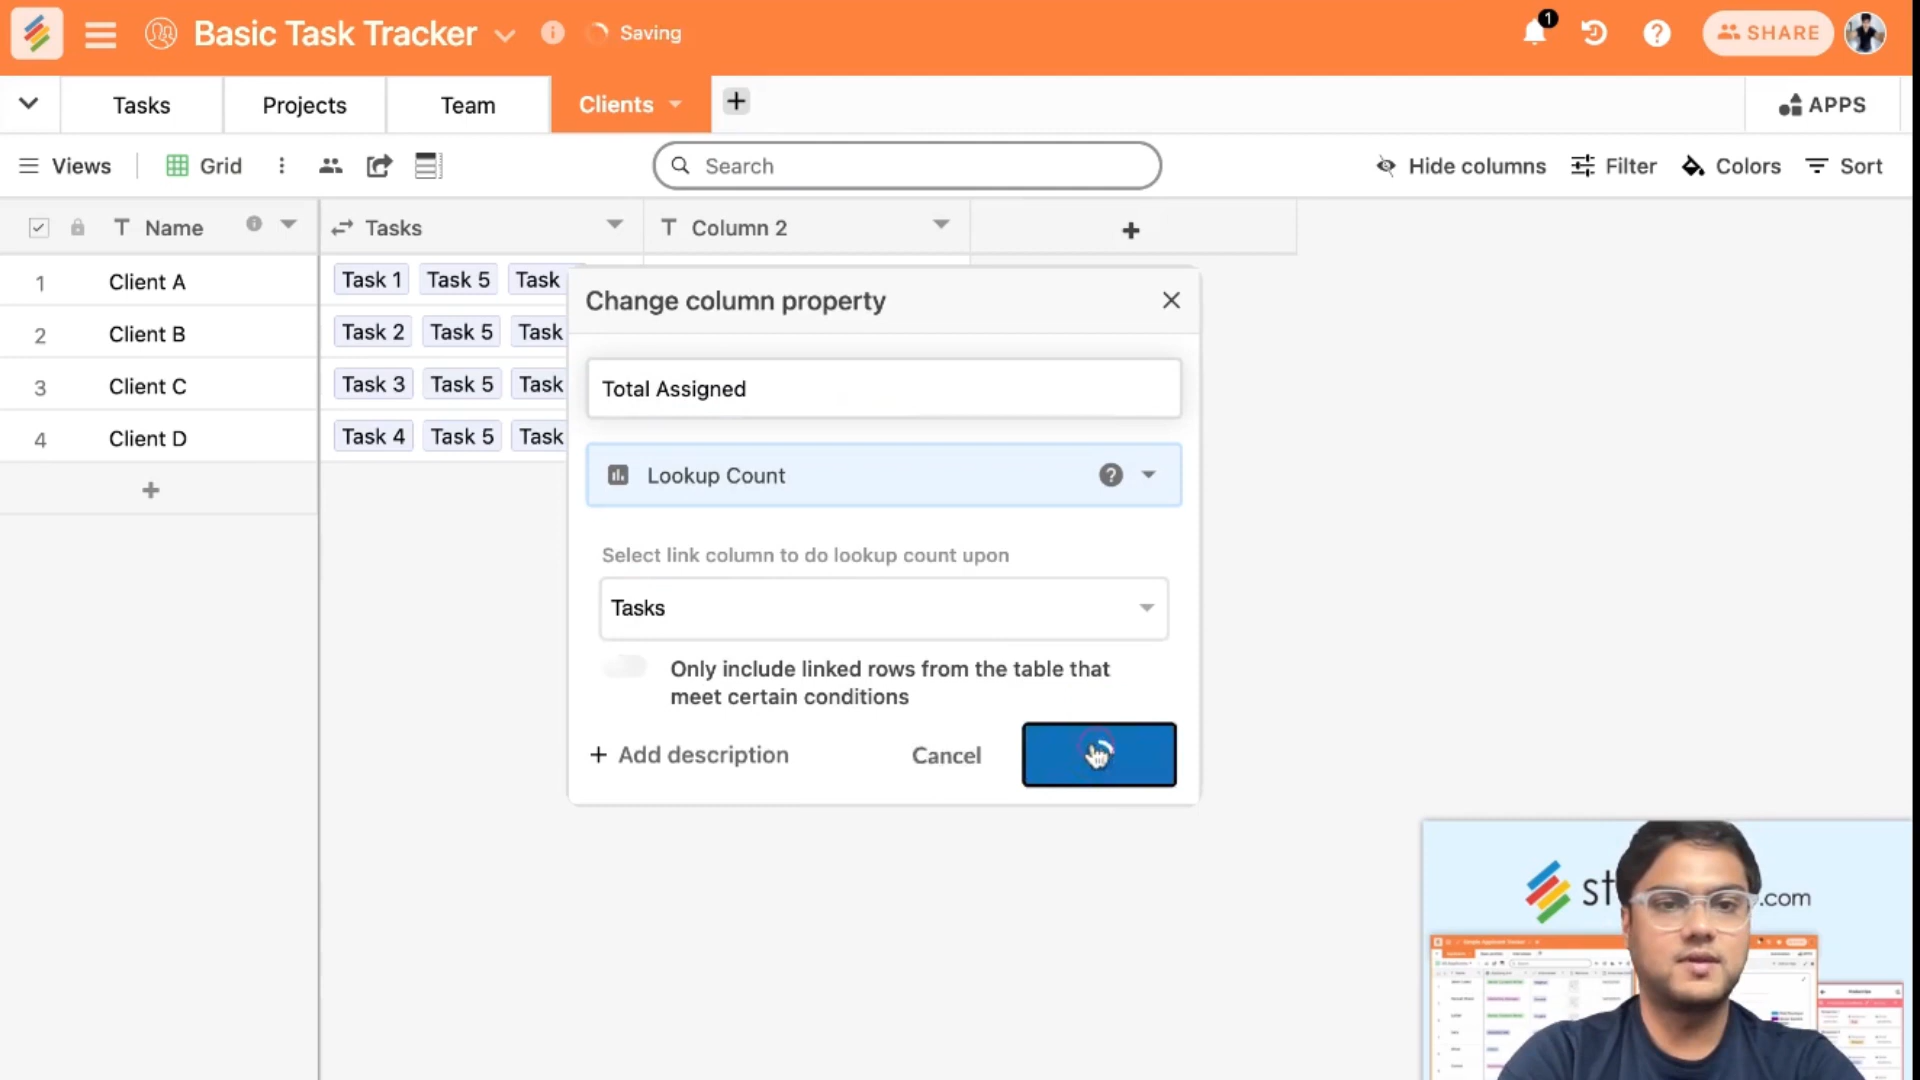 Basic Task Tracker
Saving
1
SHARE
Tasks
Projects
Team
Clients
APPS
Views
Grid
Search
Hide columns
Filter
Colors
Sort
Name
Tasks
Column 2
1
Client A
Task 1
Task 5
Task
2
Client B
Task 2
Task 5
Task
3
Client C
Task 3
Task 5
Task
4
Client D
Task 4
Task 5
Task
Change column property
Total Assigned
Lookup Count
Select link column to do lookup count upon
Tasks
Only include linked rows from the table that
meet certain conditions
Add description
Cancel
st
.com